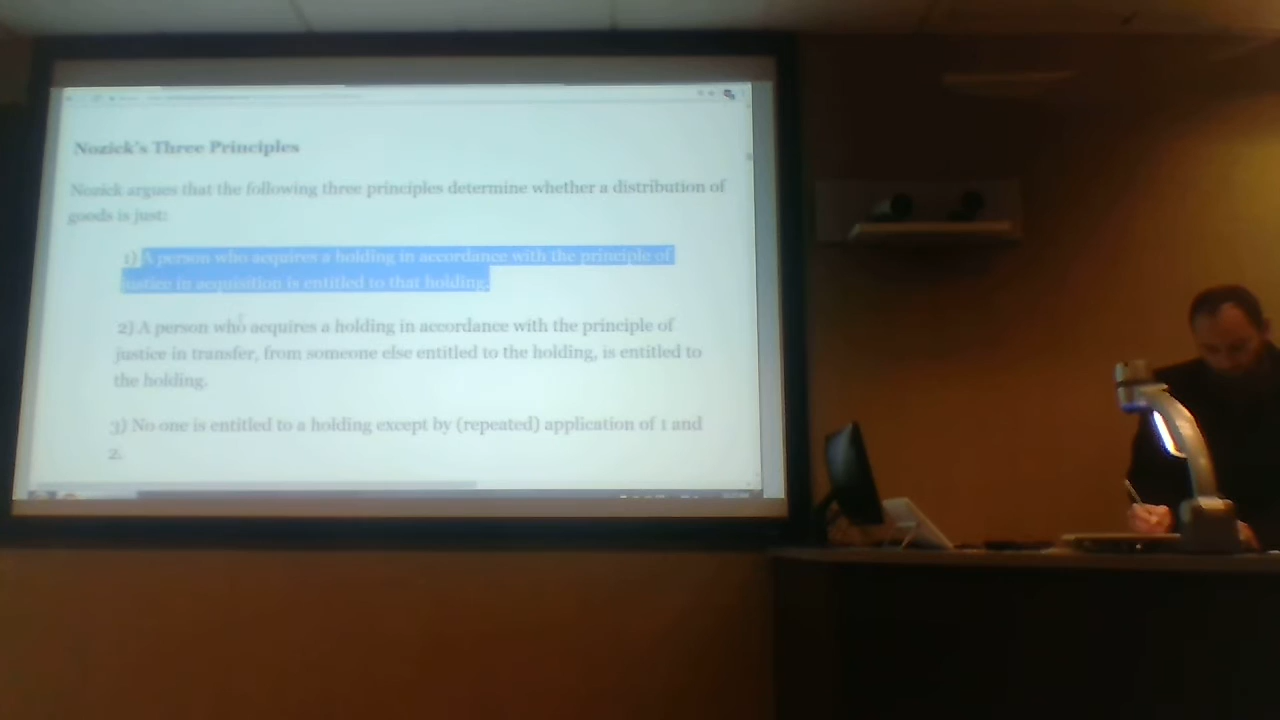 Nozick's Three Principles
Nozick argues that the following three principles determine whether a distribution of
goods is just:
1) A person who acquires a holding in accordance with the principle of
justice in acquisition is entitled to that holding.
2) A person who acquires a holding in accordance with the principle of
justice in transfer, from someone else entitled to the holding, is entitled to
the holding.
3) No one is entitled to a holding except by (repeated) application of 1 and
2.